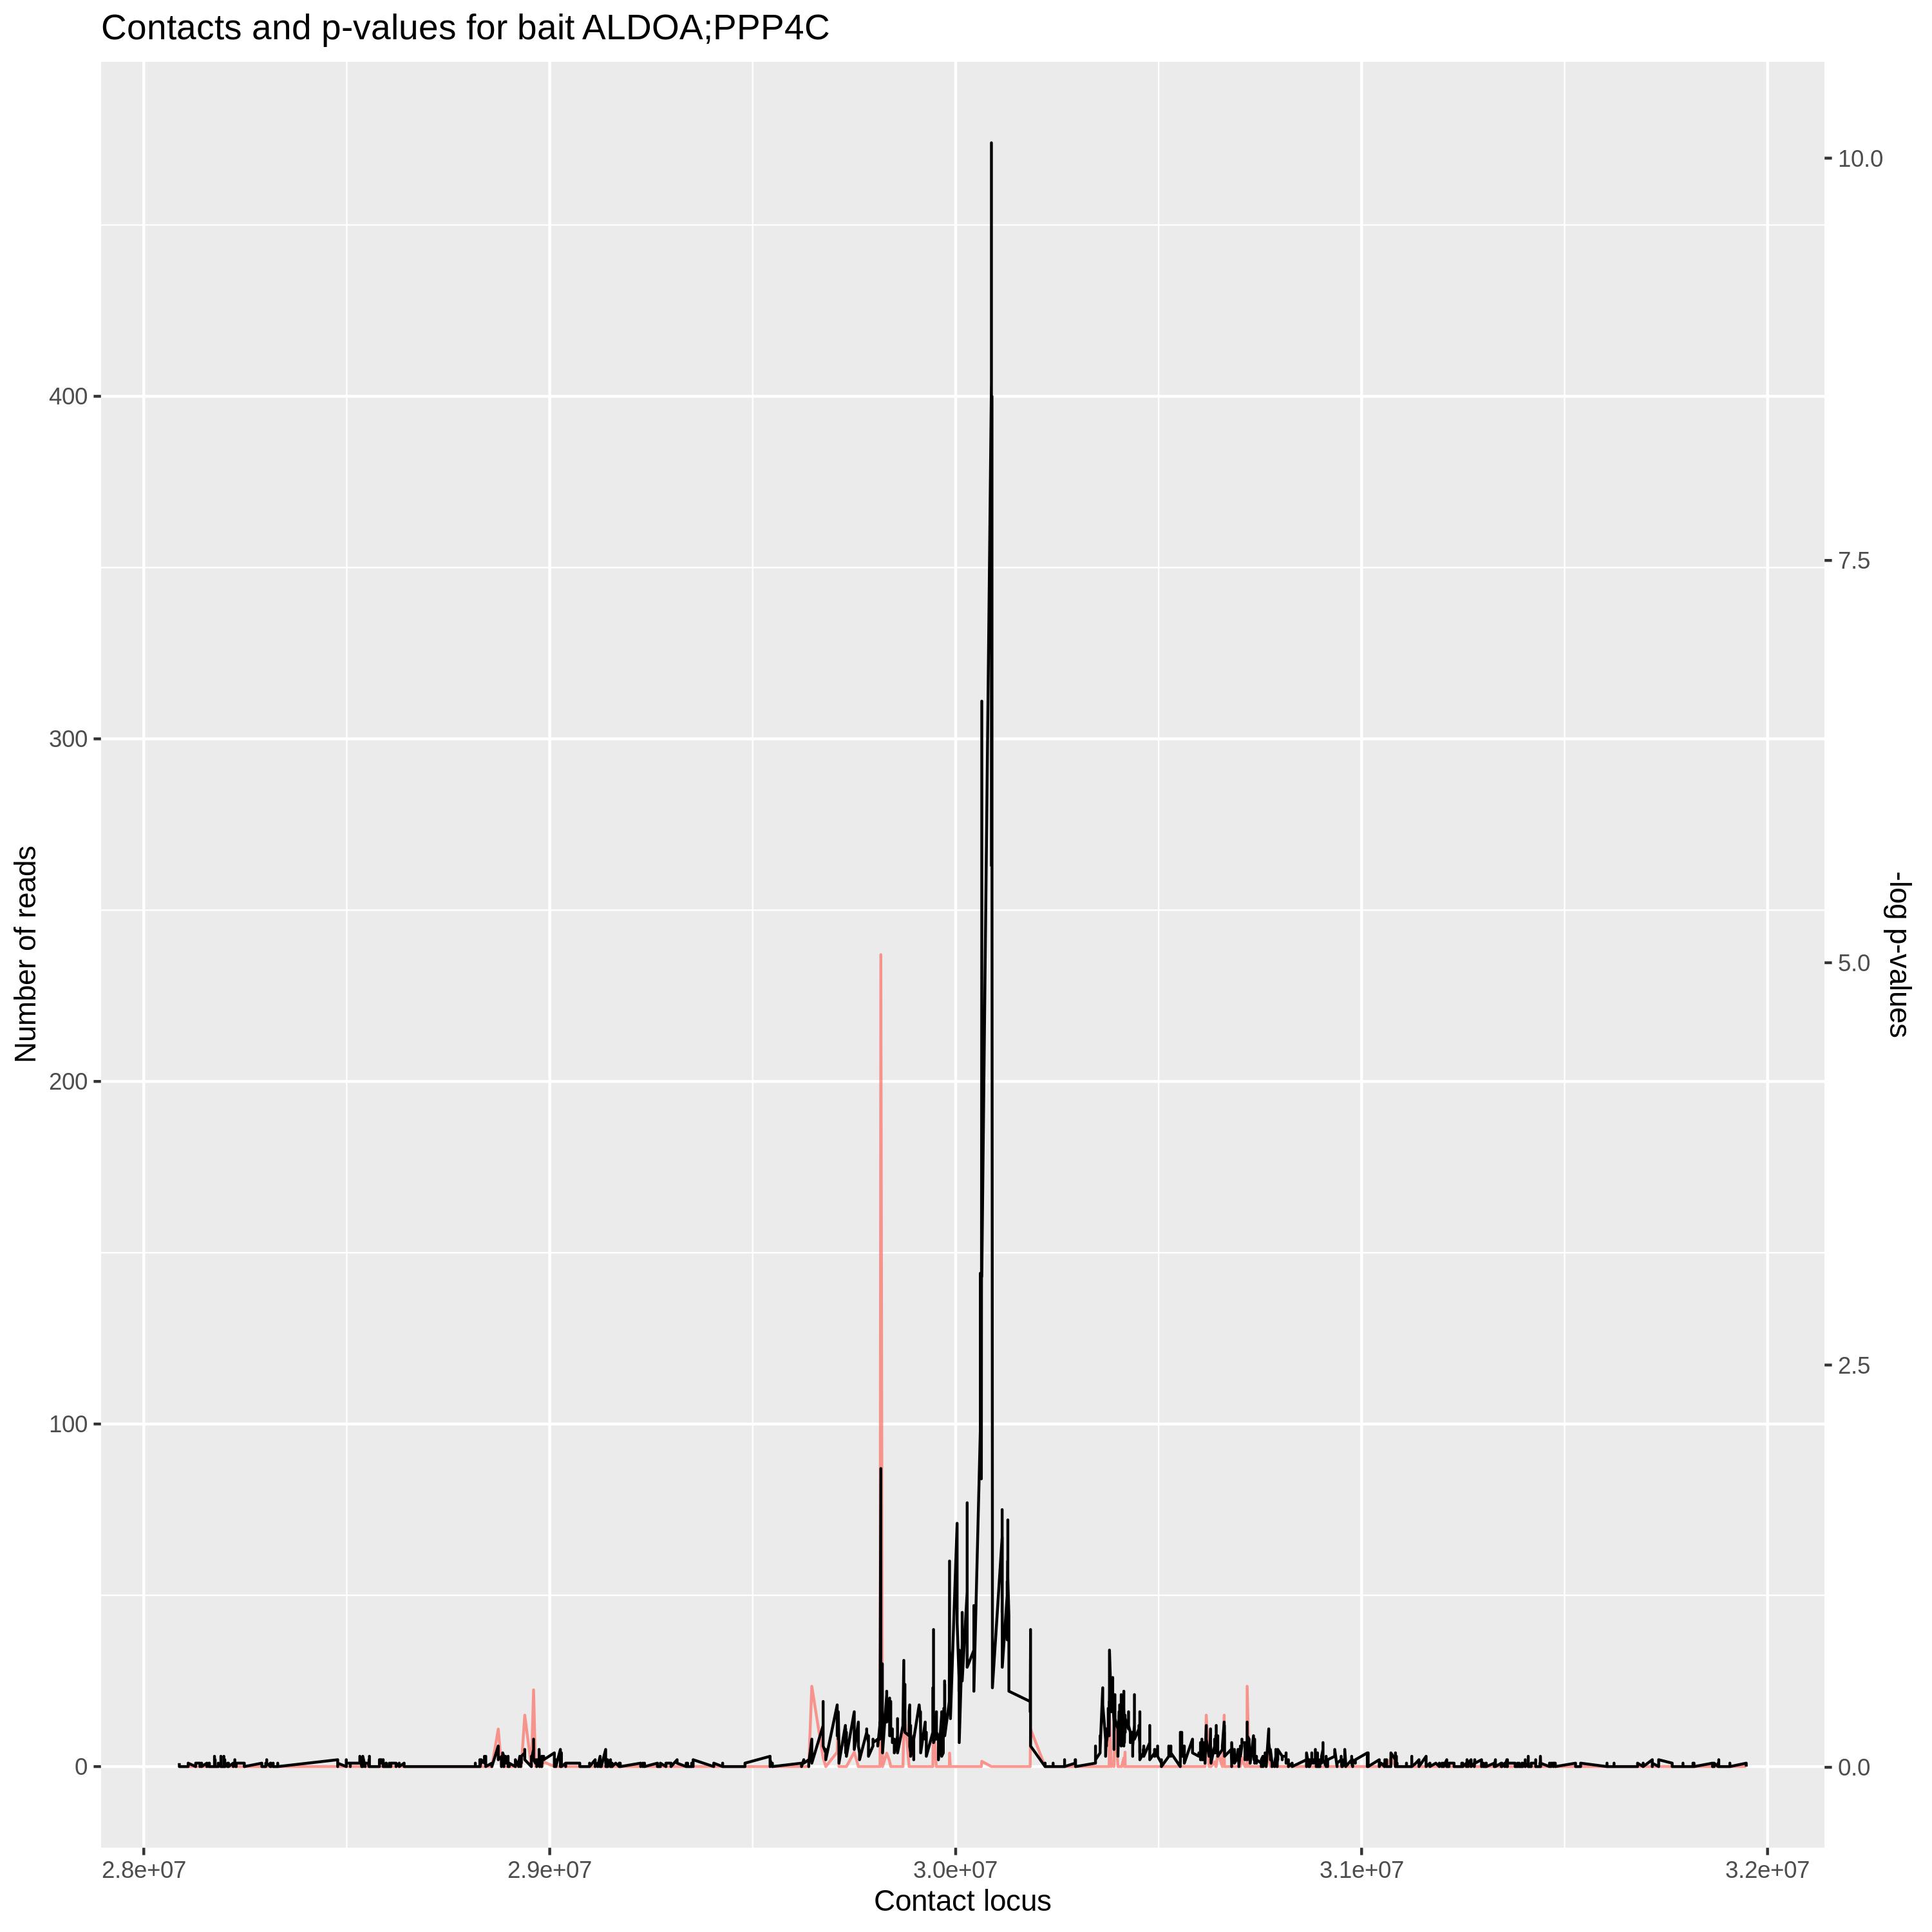 Contacts and p-values for bait ALDOA;PPP4C
Number of reads
400
300
200
100
0
10.0
7.5
5.0
2.5
0.0
-log p-values
2.8e+07
2.9e+07
3.0e+07
3.1e+07
3.2e+07
Contact locus